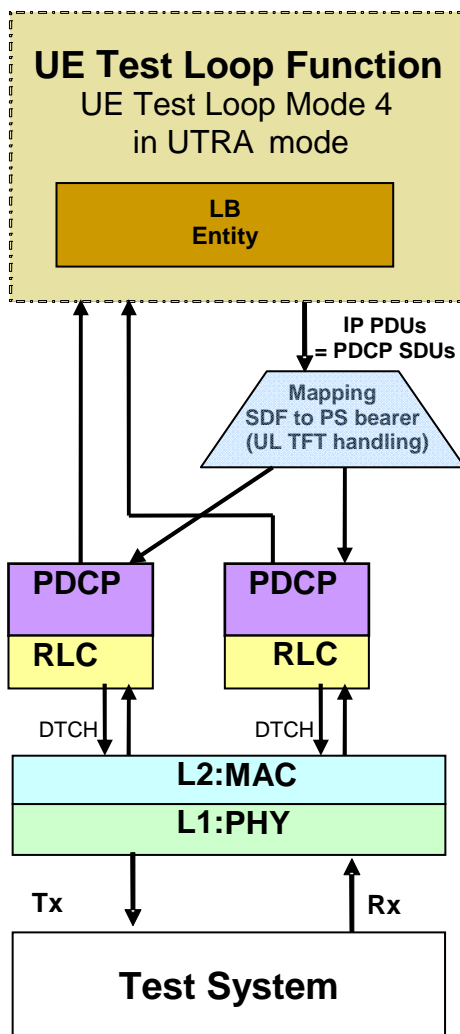 UE Test Loop Function
UE Test Loop Mode 4
in UTRA mode
LB
Entity
IP PDUs
= PDCP SDUs
Mapping
SDF to PS bearer
(UL TFT handling)
PDCP
PDCP
RLC
RLC
DTCH
DTCH
L2:MAC
L1:PHY
Tx
Rx
Test System